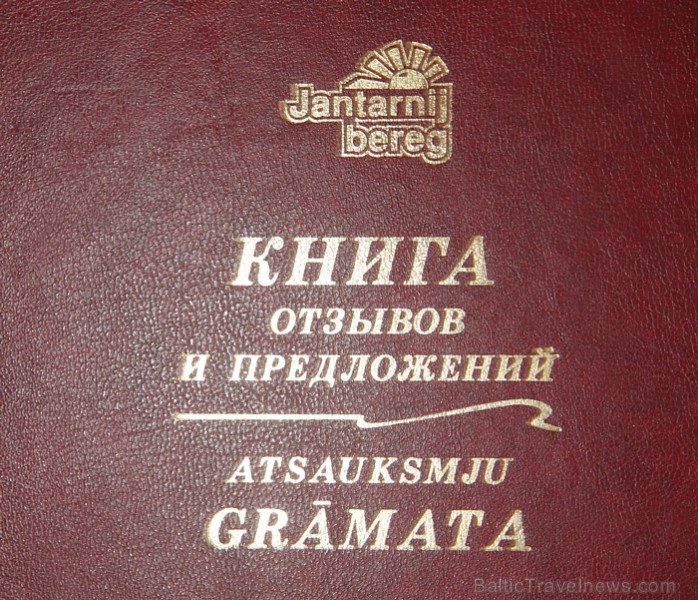 Jantarnij
bereg
КНИГА
ОТЗЫВОВ
И ПРЕДЛОЖЕНИЙ
ATSAUKSMJU
GRĀMATA
BalticTravelnews.com